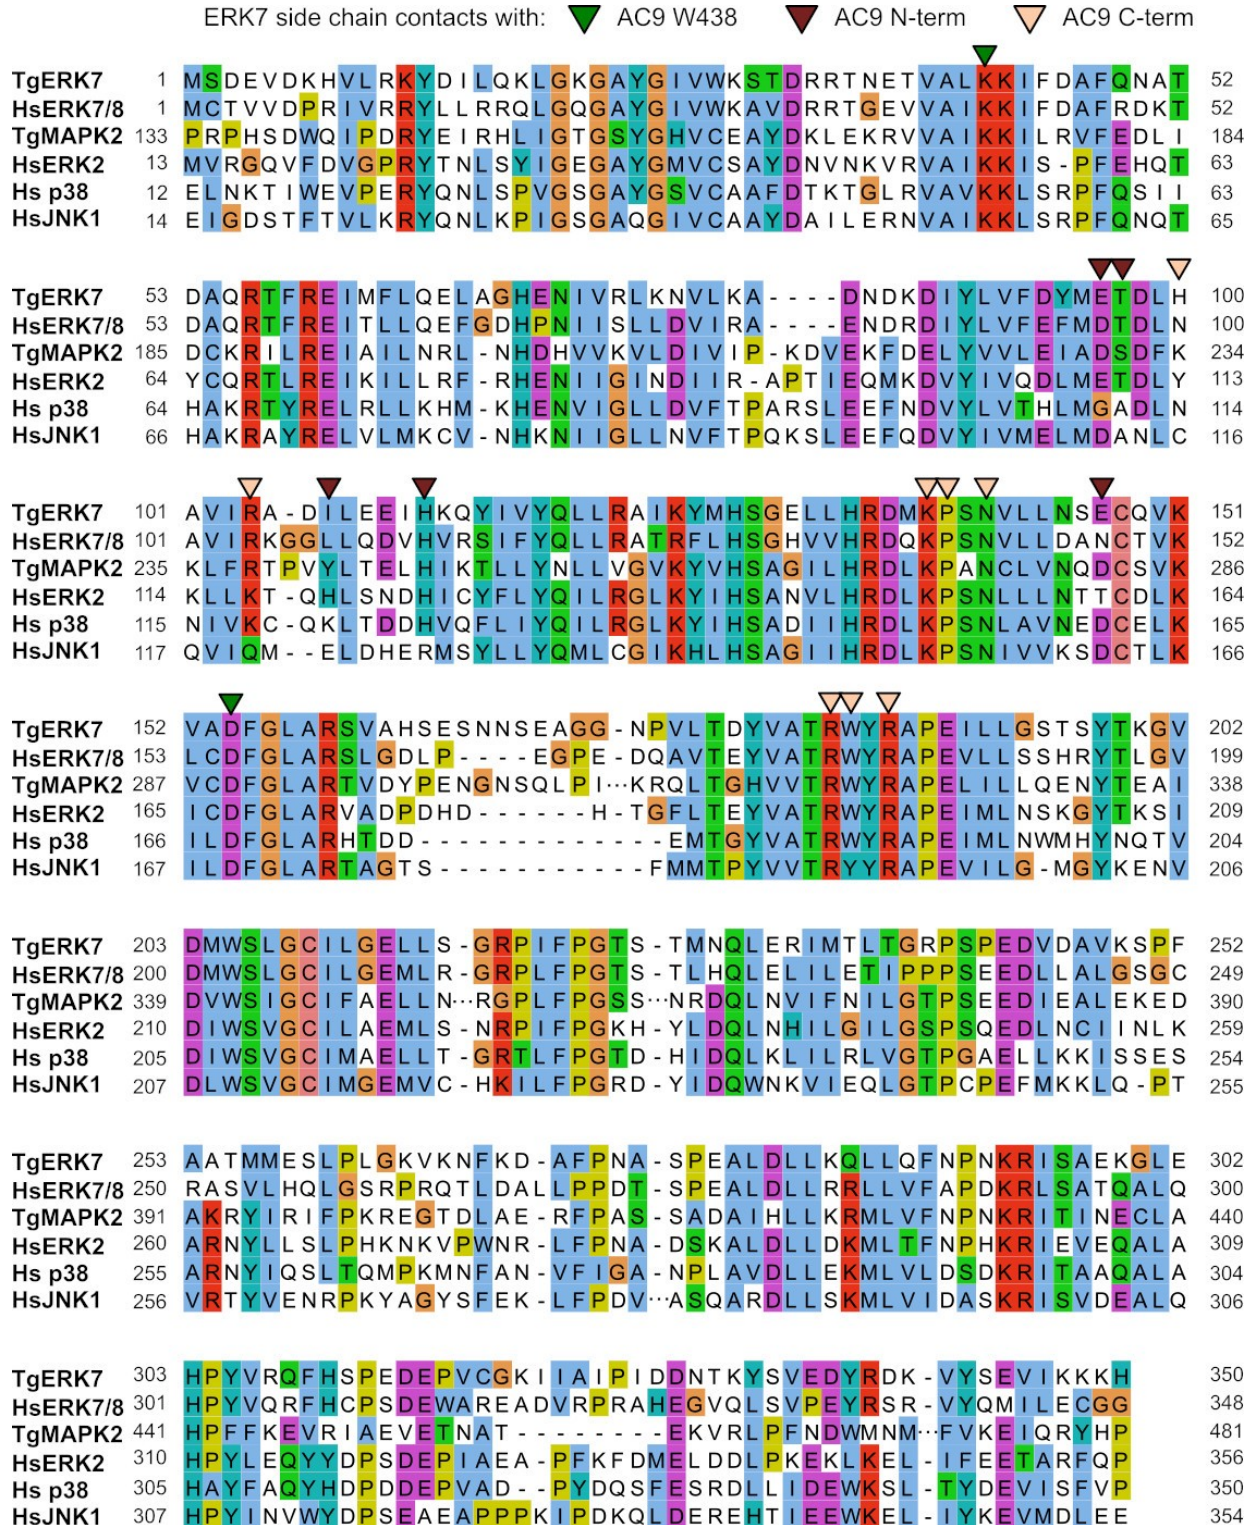 ERK7 side chain contacts with: AC9 W438 AC9 N-term AC9 C-term
TgERK7 1 MSDEVDKHVLRKYDILQKLGKGAYGIVWKSTDRRTNETVALKKIFDAFQNAT 52
HsERK7/8 1 MCTVVDPRIVRRYLLRRQLGQGAYGIVWKAVDRRTGEVVAIKKIFDAFRDKT 52
TgMAPK2 133 PRPHSDWQIPDRYEIRHLIGTGSYGHVCEAYDKLEKRVVAIKKILRVFEDLI 184
HsERK2 13 MVRGQVFDVGPRYTNLSYIGEGAYGMVCSAYDNVNKVRVAIKKIS-PFEHQT 63
Hs p38 12 ELNKTIWEVPERYQNLSPVGSGAYGSVCAAFDTKTGLRVAVKKLSRPFQSII 63
HsJNK1 14 EIGDSTFTVLKRYQNLKPIGSGAQGIVCAAYDAILERNVAIKKLSRPFQNQT 65
TgERK7 53 DAQRTFREIMFLQELAGHENIVRLKNVLKA----DNDKDIYLVFDYMETDLH 100
HsERK7/8 53 DAQRTFREITLLQEFGDHPNIISLLDVIRA----ENDRDIYLVFEFMDTDLN 100
TgMAPK2 185 DCKRILREIAILNRL-NHDHVVKVLDIVIP-KDVEKFDELYVVLEIADSDFK 234
HsERK2 64 YCQRTLREIKILLRF-RHENIIGINDIIR-APTIEQMKDVYIVQDLMETDLY 113
Hs p38 64 HAKRTYRELRLLKHM-KHENVIGLLDVFTPARSLEEFNDVYLVTHLMGADLN 114
HsJNK1 66 HAKRAYRELVLMKCV-NHKNIIGLLNVFTPQKSLEEFQDVYIVMELMDANLC 116
TgERK7 101 AVIRA-DILEEIHKQYIVYQLLRAIKYMHSGELLHRDMKPSNVLLNSECQVK 151
HsERK7/8 101 AVIRKGGLLQDVHVRSIFYQLLRATRFLHSGHVVHRDQKPSNVLLDANCTVK 152
TgMAPK2 235 KLFRTPVYLTELHIKTLLYNLLVGVKYVHSAGILHRDLKPANCLVNQDCSVK 286
HsERK2 114 KLLKT-QHLSNDHICYFLYQILRGLKYIHSANVLHRDLKPSNLLLNTTCDLK 164
Hs p38 115 NIVKC-QKLTDDHVQFLIYQILRGLKYIHSADIIHRDLKPSNLAVNEDCELK 165
HsJNK1 117 QVIQM--ELDHERMSYLLYQMLCGIKHLHSAGIIHRDLKPSNIVVKSDCTLK 166
TgERK7 152 VADFGLARSVAHSESNNSEAGG-NPVLTDYVATRWYRAPEILLGSTSYTKGV 202
HsERK7/8 153 LCDFGLARSLGDLP----EGPE-DQAVTEYVATRWYRAPEVLLSSHRYTLGV 199
TgMAPK2 287 VCDFGLARTVDYPENGNSQLPI···KRQLTGHVVTRWYRAPELILLQENYTEAI 338
HsERK2 165 ICDFGLARVADPDHD------H-TGFLTEYVATRWYRAPEIMLNSKGYTKSI 209
Hs p38 166 ILDFGLARHTDD-------------EMTGYVATRWYRAPEIMLNWMHYNQTV 204
HsJNK1 167 ILDFGLARTAGTS-----------FMMTPYVVTRYYRAPEVILG-MGYKENV 206
TgERK7 203 DMWSLGCILGELLS-GRPIFPGTS-TMNQLERIMTLTGRPSPEDVDAVKSPF 252
HsERK7/8 200 DMWSLGCILGEMLR-GRPLFPGTS-TLHQLELILETIPPPSEEDLLALGSGC 249
TgMAPK2 339 DVWSIGCIFAELLN···RGPLFPGSS···NRDQLNVIFNILGTPSEEDIEALEKED 390
HsERK2 210 DIWSVGCILAEMLS-NRPIFPGKH-YLDQLNHILGILGSPSQEDLNCIINLK 259
Hs p38 205 DIWSVGCIMAELLT-GRTLFPGTD-HIDQLKLILRLVGTPGAELLKKISSES 254
HsJNK1 207 DLWSVGCIMGEMVC-HKILFPGRD-YIDQWNKVIEQLGTPCPEFMKKLQ-PT 255
TgERK7 253 AATMMESLPLGKVKNFKD-AFPNA-SPEALDLLKQLLQFNPNKRISAEKGLE 302
HsERK7/8 250 RASVLHQLGSRPRQTLDALLPPDT-SPEALDLLRRLLVFAPDKRLSATQALQ 300
TgMAPK2 391 AKRYIRIFPKREGTDLAE-RFPAS-SADAIHLLKRMLVFNPNKRITINECLA 440
HsERK2 260 ARNYLLSLPHKNKVPWNR-LFPNA-DSKALDLLDKMLTFNPHKRIEVEQALA 309
Hs p38 255 ARNYIQSLTQMPKMNFAN-VFIGA-NPLAVDLLEKMLVLDSDKRITAAQALA 304
HsJNK1 256 VRTYVENRPKYAGYSFEK-LFPDV···ASQARDLLSKMLVIDASKRISVDEALQ 306
TgERK7 303 HPYVRQFHSPEDEPVCGKIIAIPIDDNTKYSVEDYRDK-VYSEVIKKKH 350
HsERK7/8 301 HPYVQRFHCPSDEWAREADVRPRAHEGVQLSVPEYRSR-VYQMILECGG 348
TgMAPK2 441 HPFFKEVRIAEVETNAT--------EKVRLPFNDWMNM···FVKEIQRYHP 481
HsERK2 310 HPYLEQYYDPSDEPIAEA-PFKFDMELDDLPKEKLKEL-IFEETARFQP 356
Hs p38 305 HAYFAQYHDPDDEPVAD--PYDQSFESRDLLIDEWKSL-TYDEVISFVP 350
HsJNK1 307 HPYINVWYDPSEAEAPPPKIPDKQLDEREHTIEEWKEL-IYKEVMDLEE 354